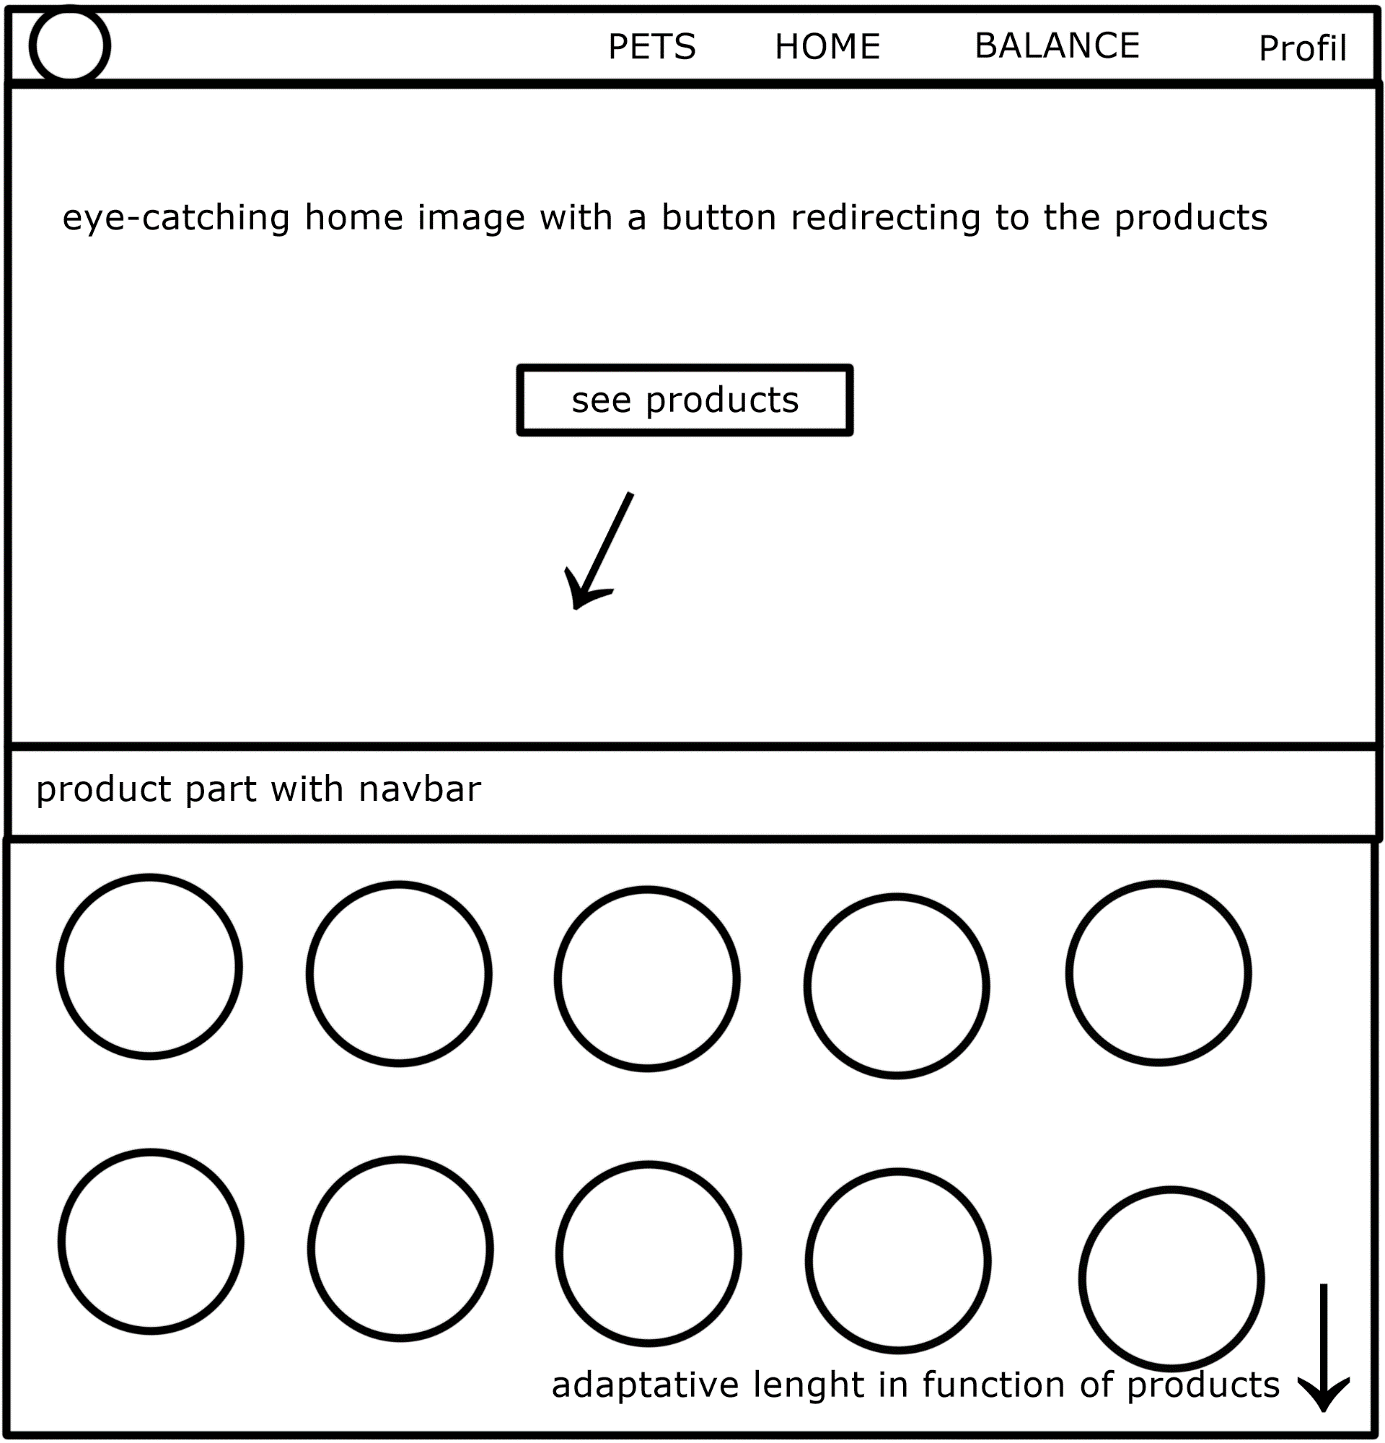 PETS HOME BALANCE Profil
eye-catching home image with a button redirecting to the products
see products
product part with navbar
adaptative lenght in function of products